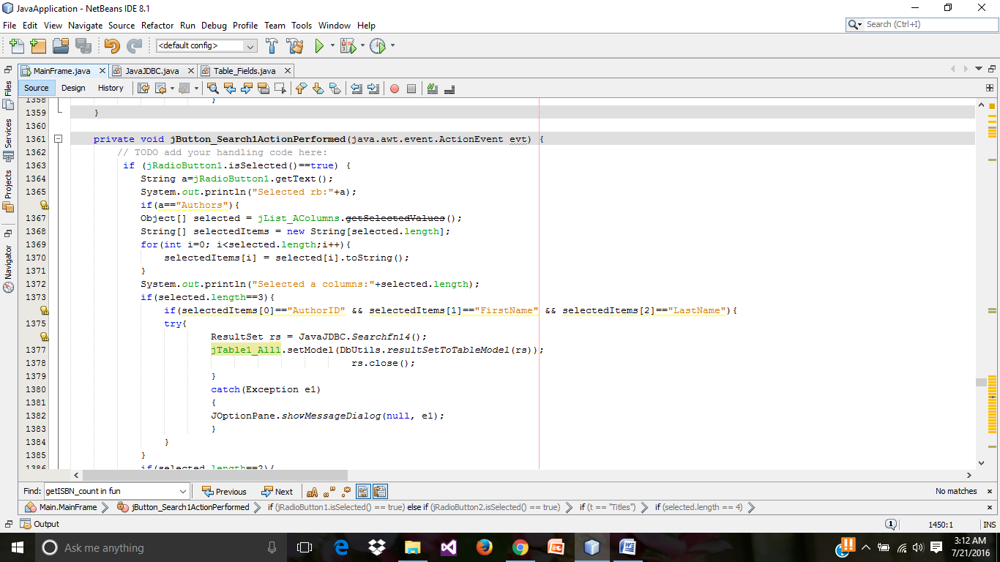 JavaApplication - NetBeans IDE 8.1
File Edit View Navigate Source Refactor Run Debug Profile Team Tools Window Help
Search (Ctrl+I)
<default config>
MainFrame.java JavaJDBC.java Table_Fields.java
Source Design History
Files
Services
Projects
Navigator
1358 }
1359 }
1360
1361 private void jButton_Search1ActionPerformed(java.awt.event.ActionEvent evt) {
1362 // TODO add your handling code here:
1363 if (jRadioButton1.isSelected()==true) {
1364 String a=jRadioButton1.getText();
1365 System.out.println("Selected rb:"+a);
if(a=="Authors"){
1367 Object[] selected = jList_AColumns.getSelectedValues();
1368 String[] selectedItems = new String[selected.length];
1369 for(int i=0; i<selected.length;i++){
1370 selectedItems[i] = selected[i].toString();
1371 }
1372 System.out.println("Selected a columns:"+selected.length);
1373 if(selected.length==3){
if(selectedItems[0]=="AuthorID" && selectedItems[1]=="FirstName" && selectedItems[2]=="LastName"){
1375 try{
ResultSet rs = JavaJDBC.Searchfn14();
1377 jTable1_All1.setModel(DbUtils.resultSetToTableModel(rs));
1378 rs.close();
1379 }
1380 catch(Exception e1)
1381 {
1382 JOptionPane.showMessageDialog(null, e1);
1383 }
1384 }
1385 }
1386 if(selected.length==2){
Find: getISBN_count in fun Previous Next No matches
Main.MainFrame jButton_Search1ActionPerformed if (jRadioButton1.isSelected() == true) else if (jRadioButton2.isSelected() == true) if (t == "Titles") if (selected.length == 4)
Output 1 1450:1 INS
Ask me anything
3:12 AM
7/21/2016